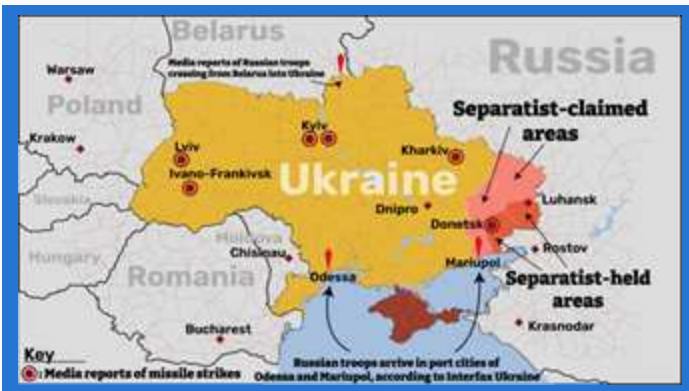 Belarus
Russia
Media reports of Russian troops
crossing from Belarus into Ukraine
Warsaw
Poland
Separatist-claimed
areas
Krakow
Kyiv
Lviv
Kharkiv
Ivano-Frankivsk
Ukraine
Slovakia
Luhansk
Dnipro
Donetsk
Moldova
Hungary
Chisinau
Rostov
Mariupol
Romania
Odessa
Separatist-held
areas
Bucharest
Krasnodar
Key
: Media reports of missile strikes
Russian troops arrive in port cities of
Odessa and Mariupol, according to Interfax Ukraine